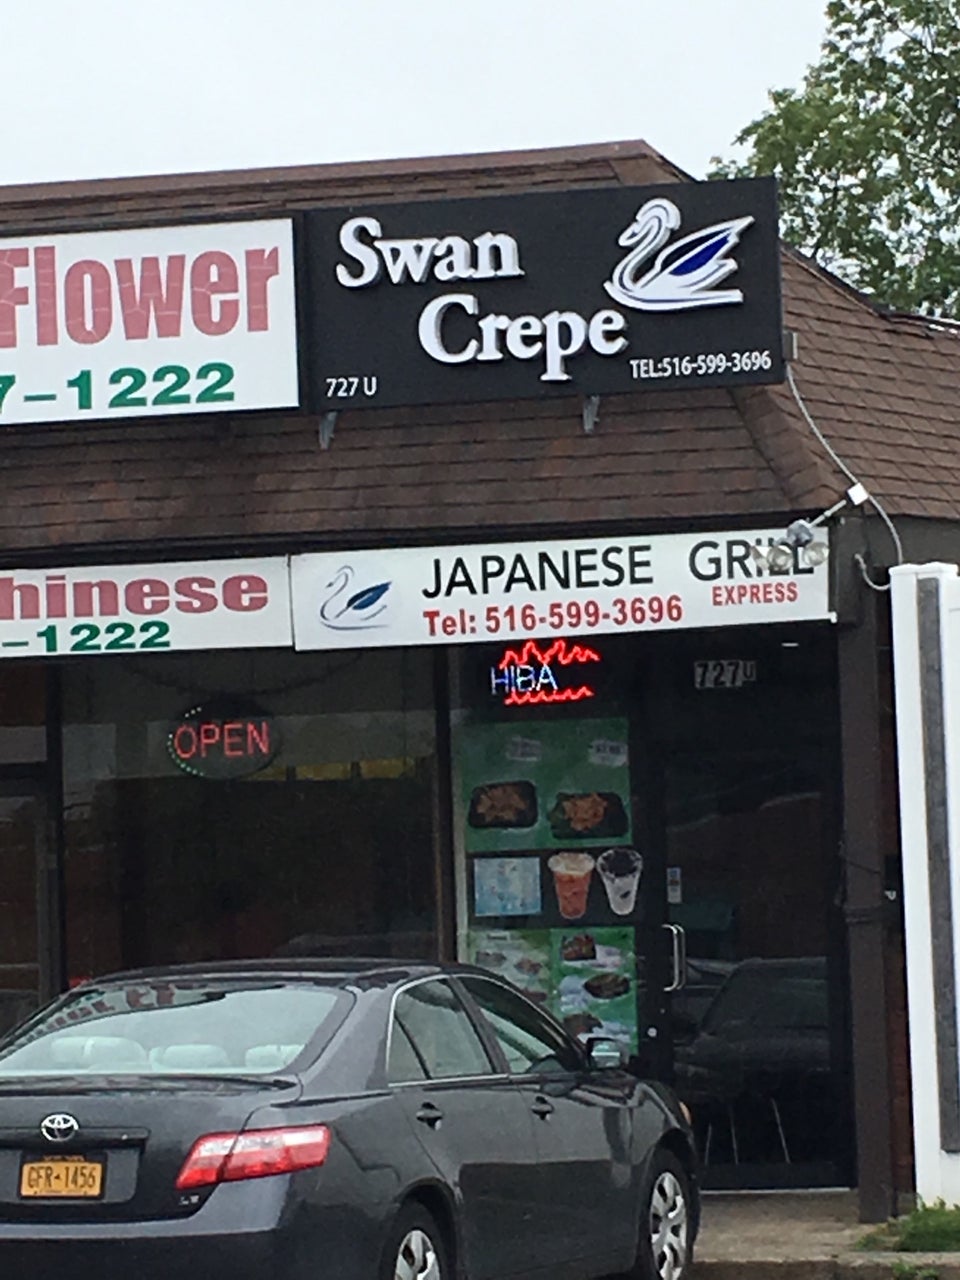 Flower
7-1222
Swan
Crepe
727 U
TEL:516-599-3696
hinese
-1222
JAPANESE GRILL
EXPRESS
Tel: 516-599-3696
HIBA
727U
OPEN
GFR-1456
LE